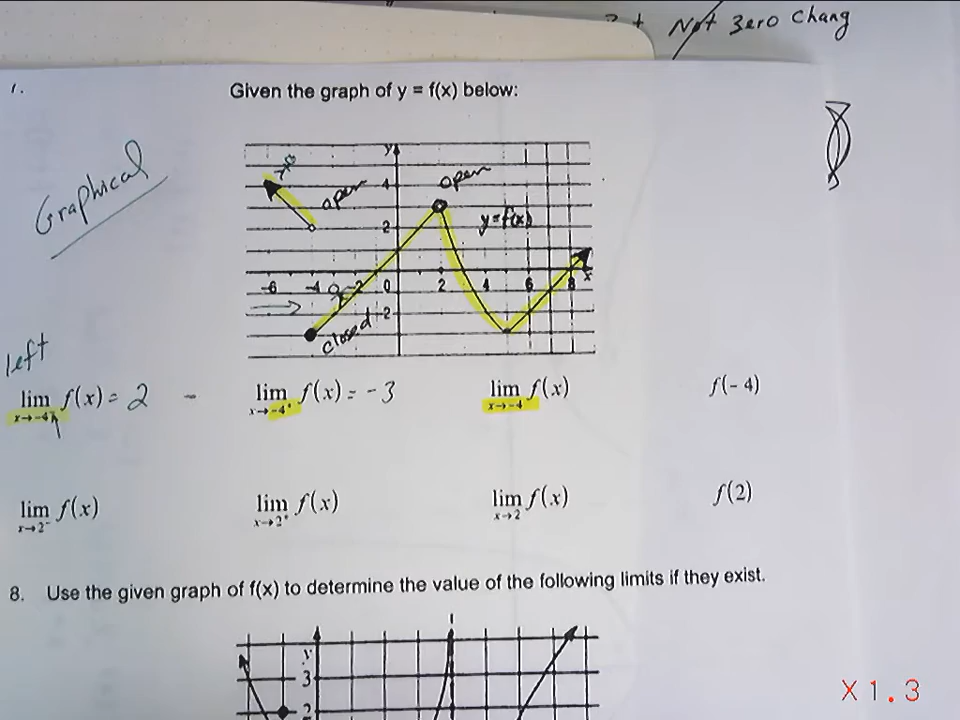 Not Zero Chang
1. Given the graph of y = f(x) below:
Graphical
y
4
open
open
2
y=f(x)
-6 -4 -2 0 2 4 6 8 x
-2
closed
left
lim f(x) = 2 - lim f(x) = -3 lim f(x) f(-4)
x→-4⁻ x→-4⁺ x→-4
lim f(x) lim f(x) lim f(x) f(2)
x→2⁻ x→2⁺ x→2
8. Use the given graph of f(x) to determine the value of the following limits if they exist.
y
3
2
X1.3